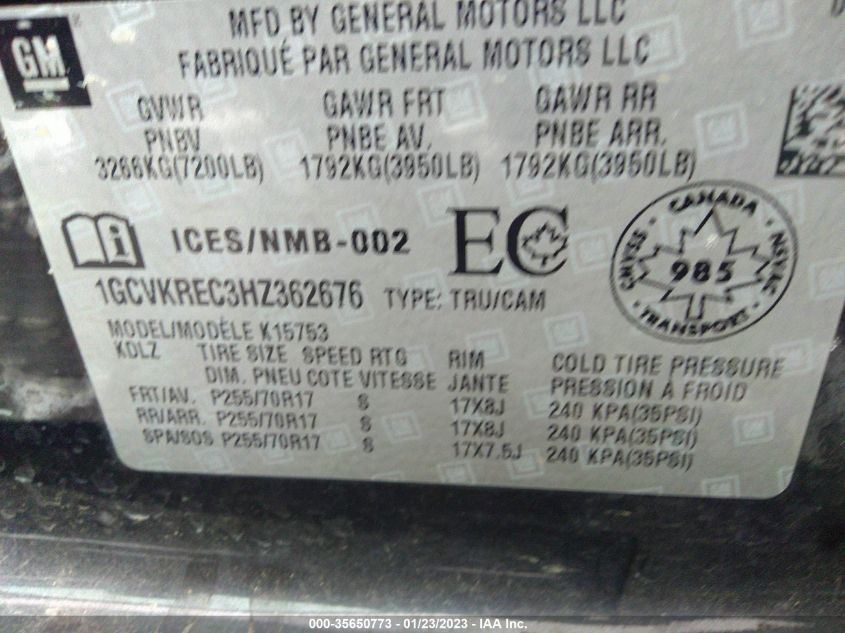 MFD BY GENERAL MOTORS LLC
GM
FABRIQUÉ PAR GENERAL MOTORS LLC
GVWR GAWR FRT GAWR RR
PNBV PNBE AV. PNBE ARR.
3266KG(7200LB) 1792KG(3950LB) 1792KG(3950LB)
ICES/NMB-002 EC
CANADA
NSVAC CMVSS
985
TRANSPORT
1GCVKREC3HZ362676 TYPE: TRU/CAM
MODEL/MODÈLE K15753
KDLZ TIRE SIZE SPEED RTG RIM COLD TIRE PRESSURE
DIM. PNEU COTE VITESSE JANTE PRESSION À FROID
FRT/AV. P255/70R17 S 17X8J 240 KPA(35PSI)
RR/ARR. P255/70R17 S 17X8J 240 KPA(35PSI)
SPA/SOS P255/70R17 S 17X7.5J 240 KPA(35PSI)
000-35650773 - 01/23/2023 - IAA Inc.